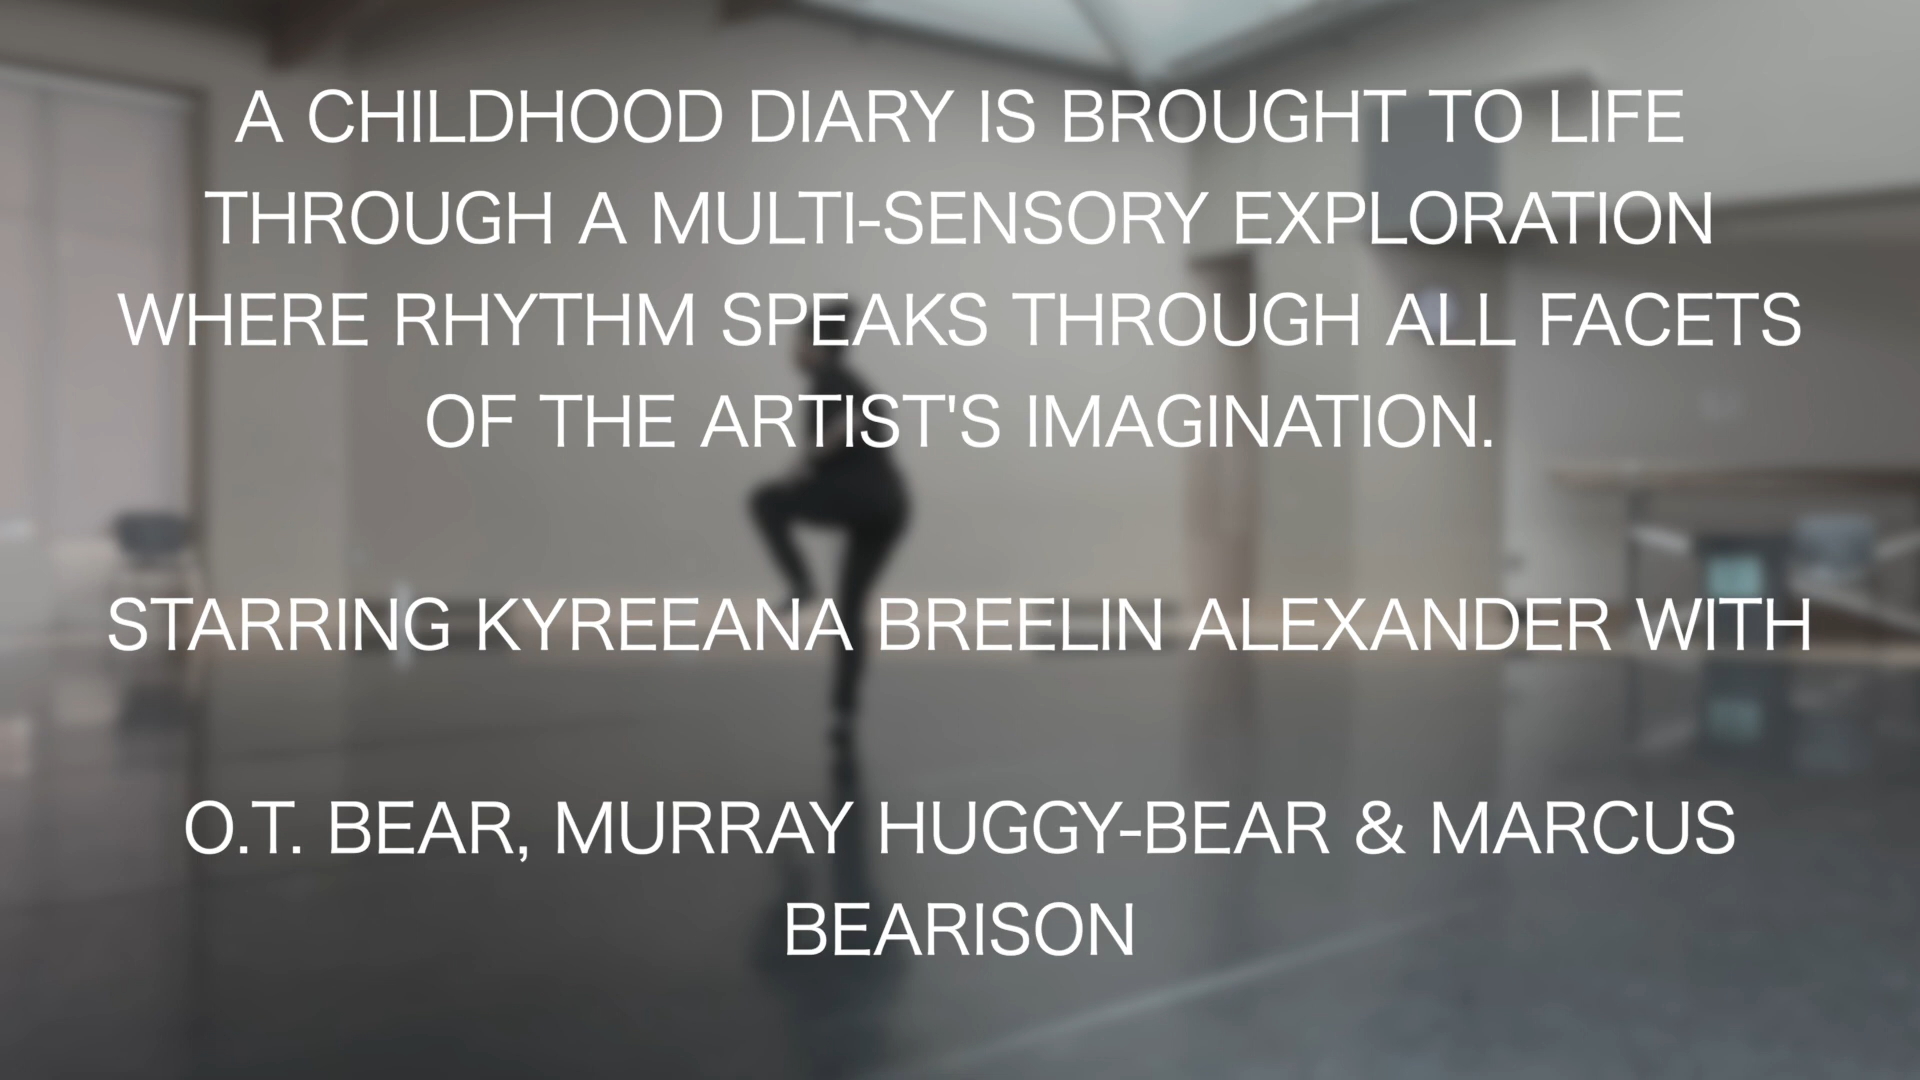 A CHILDHOOD DIARY IS BROUGHT TO LIFE
THROUGH A MULTI-SENSORY EXPLORATION
WHERE RHYTHM SPEAKS THROUGH ALL FACETS
OF THE ARTIST'S IMAGINATION.
STARRING KYREEANA BREELIN ALEXANDER WITH
O.T. BEAR, MURRAY HUGGY-BEAR & MARCUS
BEARISON